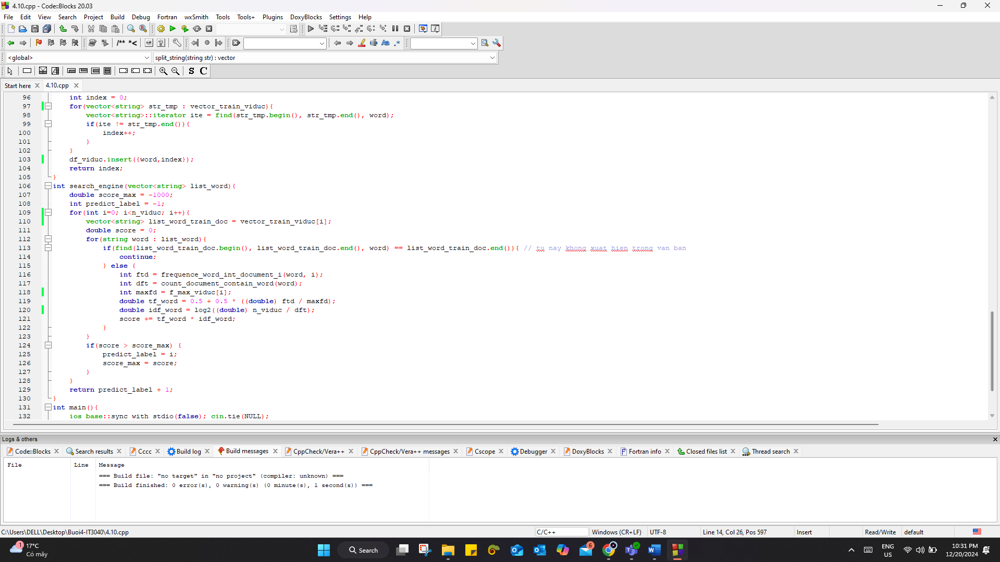 4.10.cpp - Code::Blocks 20.03
File Edit View Search Project Build Debug Fortran wxSmith Tools Tools+ Plugins DoxyBlocks Settings Help
/** *<
<global> split_string(string str) : vector
S C
Start here 4.10.cpp
96 int index = 0;
97 for(vector<string> str_tmp : vector_train_viduc){
98 vector<string>::iterator ite = find(str_tmp.begin(), str_tmp.end(), word);
99 if(ite != str_tmp.end()){
100 index++;
101 }
102 }
103 df_viduc.insert({word,index});
104 return index;
105 }
106 int search_engine(vector<string> list_word){
107 double score_max = -1000;
108 int predict_label = -1;
109 for(int i=0; i<n_viduc; i++){
110 vector<string> list_word_train_doc = vector_train_viduc[i];
111 double score = 0;
112 for(string word : list_word){
113 if(find(list_word_train_doc.begin(), list_word_train_doc.end(), word) == list_word_train_doc.end()){ // tu nay khong xuat hien trong van ban
114 continue;
115 } else {
116 int ftd = frequence_word_int_document_i(word, i);
117 int dft = count_document_contain_word(word);
118 int maxfd = f_max_viduc[i];
119 double tf_word = 0.5 + 0.5 * ((double) ftd / maxfd);
120 double idf_word = log2((double) n_viduc / dft);
121 score += tf_word * idf_word;
122 }
123 }
124 if(score > score_max) {
125 predict_label = i;
126 score_max = score;
127 }
128 }
129 return predict_label + 1;
130 }
131 int main(){
132 ios_base::sync_with_stdio(false); cin.tie(NULL);
Logs & others
Code::Blocks Search results Cccc Build log Build messages CppCheck/Vera++ CppCheck/Vera++ messages Cscope Debugger DoxyBlocks Fortran info Closed files list Thread search
File Line Message
=== Build file: "no target" in "no project" (compiler: unknown) ===
=== Build finished: 0 error(s), 0 warning(s) (0 minute(s), 1 second(s)) ===
C:\Users\DELL\Desktop\Buoi4-IT3040\4.10.cpp C/C++ Windows (CR+LF) UTF-8 Line 14, Col 26, Pos 597 Insert Read/Write default
1 17°C
Có mây
Search
6
ENG
US
10:31 PM
12/20/2024